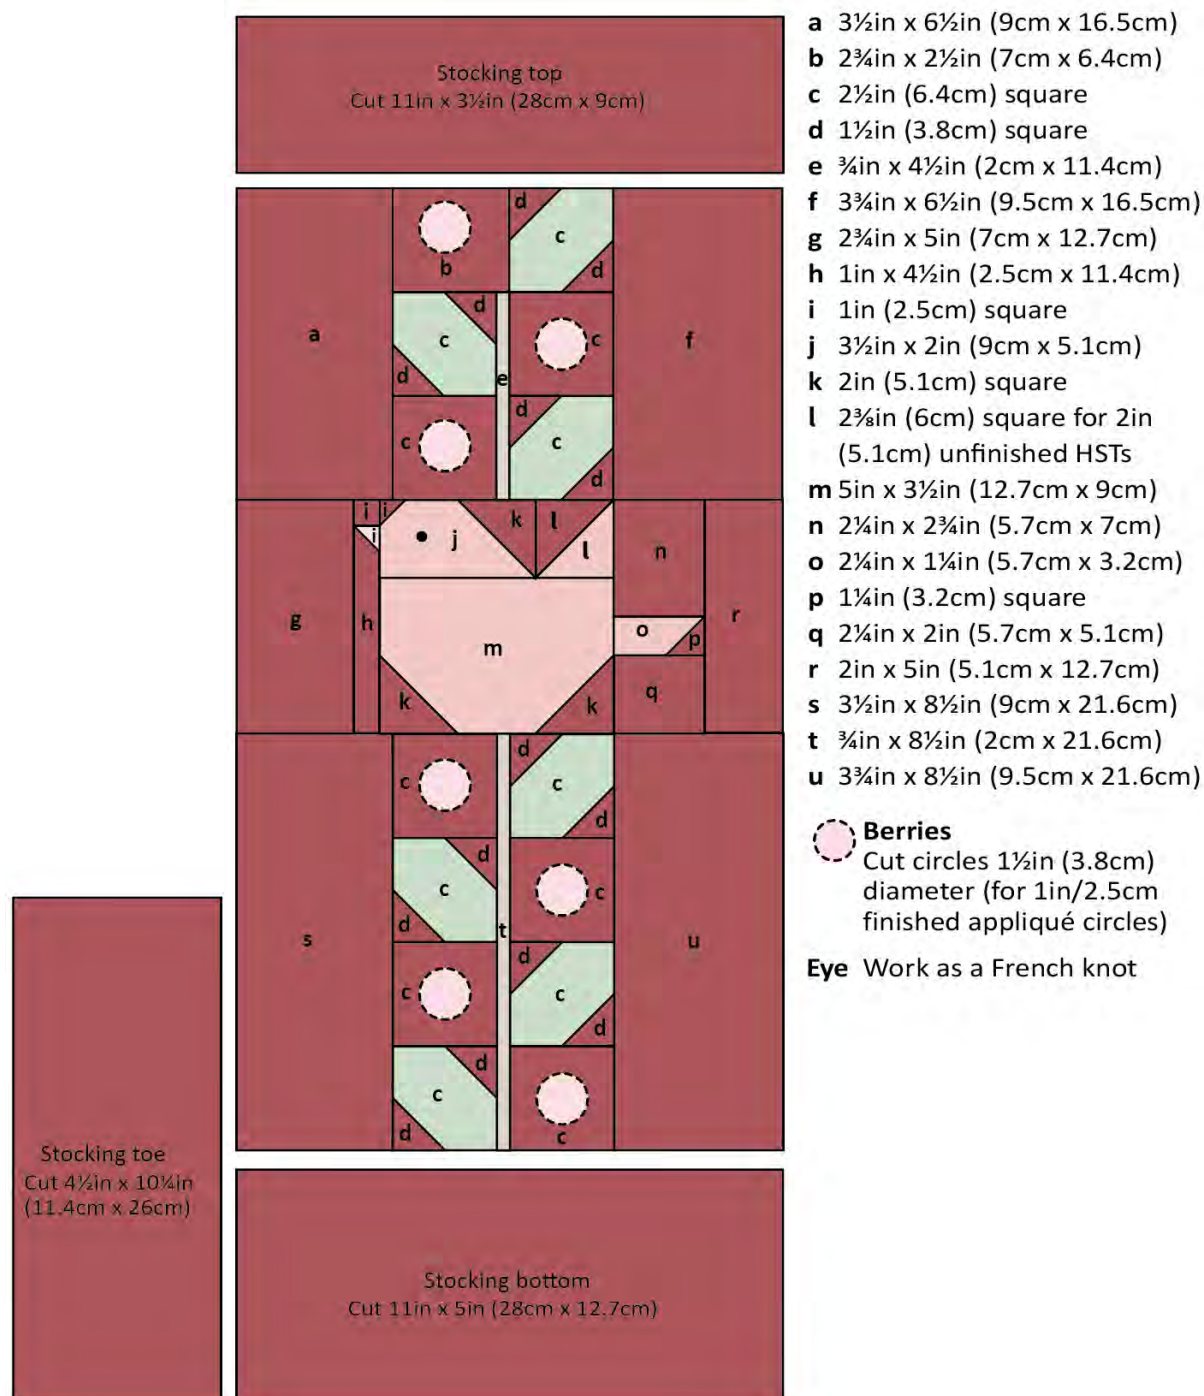 Stocking top
Cut 11in x 3½in (28cm x 9cm)
d
c
b
d
d
a
c
c
f
d
e
d
c
c
d
i
i
k
l
j
i
l
n
g
h
m
o
p
r
k
k
q
d
c
c
d
d
c
c
d
s
t
u
d
c
c
d
d
c
d
c
Stocking toe
Cut 4½in x 10¼in
(11.4cm x 26cm)
Stocking bottom
Cut 11in x 5in (28cm x 12.7cm)
a 3½in x 6½in (9cm x 16.5cm)
b 2¾in x 2½in (7cm x 6.4cm)
c 2½in (6.4cm) square
d 1½in (3.8cm) square
e ¾in x 4½in (2cm x 11.4cm)
f 3¾in x 6½in (9.5cm x 16.5cm)
g 2¾in x 5in (7cm x 12.7cm)
h 1in x 4½in (2.5cm x 11.4cm)
i 1in (2.5cm) square
j 3½in x 2in (9cm x 5.1cm)
k 2in (5.1cm) square
l 2⅜in (6cm) square for 2in
(5.1cm) unfinished HSTs
m 5in x 3½in (12.7cm x 9cm)
n 2¼in x 2¾in (5.7cm x 7cm)
o 2¼in x 1¼in (5.7cm x 3.2cm)
p 1¼in (3.2cm) square
q 2¼in x 2in (5.7cm x 5.1cm)
r 2in x 5in (5.1cm x 12.7cm)
s 3½in x 8½in (9cm x 21.6cm)
t ¾in x 8½in (2cm x 21.6cm)
u 3¾in x 8½in (9.5cm x 21.6cm)
Berries
Cut circles 1½in (3.8cm)
diameter (for 1in/2.5cm
finished appliqué circles)
Eye Work as a French knot